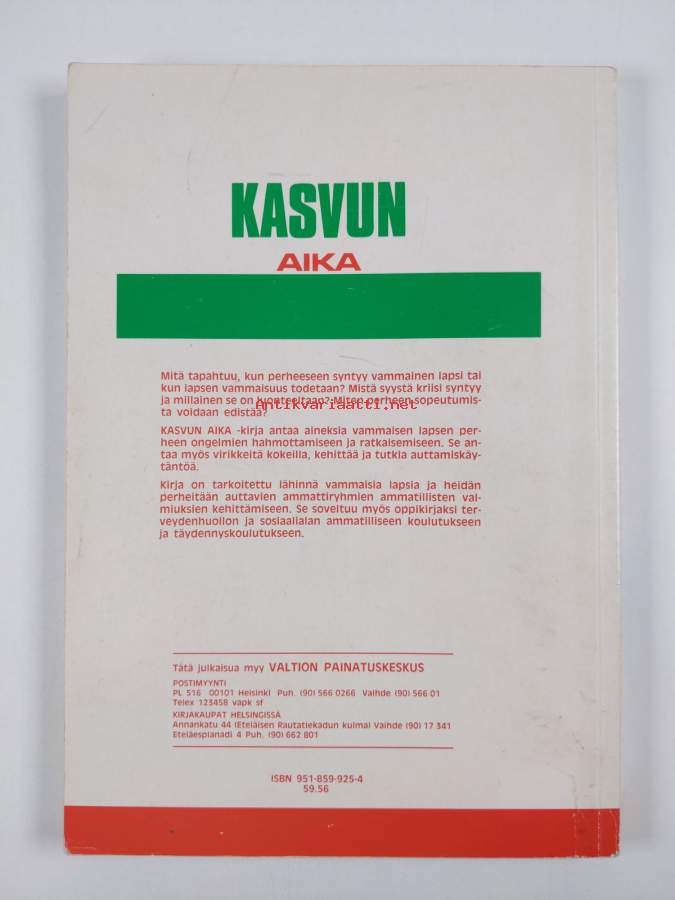 KASVUN
AIKA
Mitä tapahtuu, kun perheeseen syntyy vammainen lapsi tai
kun lapsen vammaisuus todetaan? Mistä syystä kriisi syntyy
ja millainen se on luonteeltaan? Miten perheen sopeutumis-
ta voidaan edistää?
antikvariaatti.net
KASVUN AIKA -kirja antaa aineksia vammaisen lapsen per-
heen ongelmien hahmottamiseen ja ratkaisemiseen. Se an-
taa myös virikkeitä kokeilla, kehittää ja tutkia auttamiskäy-
täntöä.
Kirja on tarkoitettu lähinnä vammaisia lapsia ja heidän
perheitään auttavien ammattiryhmien ammatillisten val-
miuksien kehittämiseen. Se soveltuu myös oppikirjaksi ter-
veydenhuollon ja sosiaalialan ammatilliseen koulutukseen
ja täydennyskoulutukseen.
Tätä julkaisua myy VALTION PAINATUSKESKUS
POSTIMYYNTI
PL 516 00101 Helsinki Puh. (90) 566 0266 Vaihde (90) 566 01
Telex 123458 vapk sf
KIRJAKAUPAT HELSINGISSÄ
Annankatu 44 (Eteläisen Rautatiekadun kulma) Vaihde (90) 17 341
Eteläesplanadi 4 Puh. (90) 662 801
ISBN 951-859-925-4
59.56